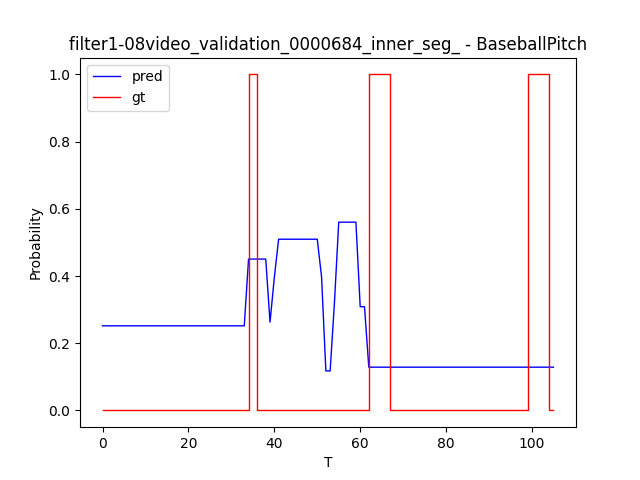 filter1-08video_validation_0000684_inner_seg_ - BaseballPitch
pred
gt
1.0
0.8
0.6
0.4
0.2
0.0
Probability
0
20
40
60
80
100
T